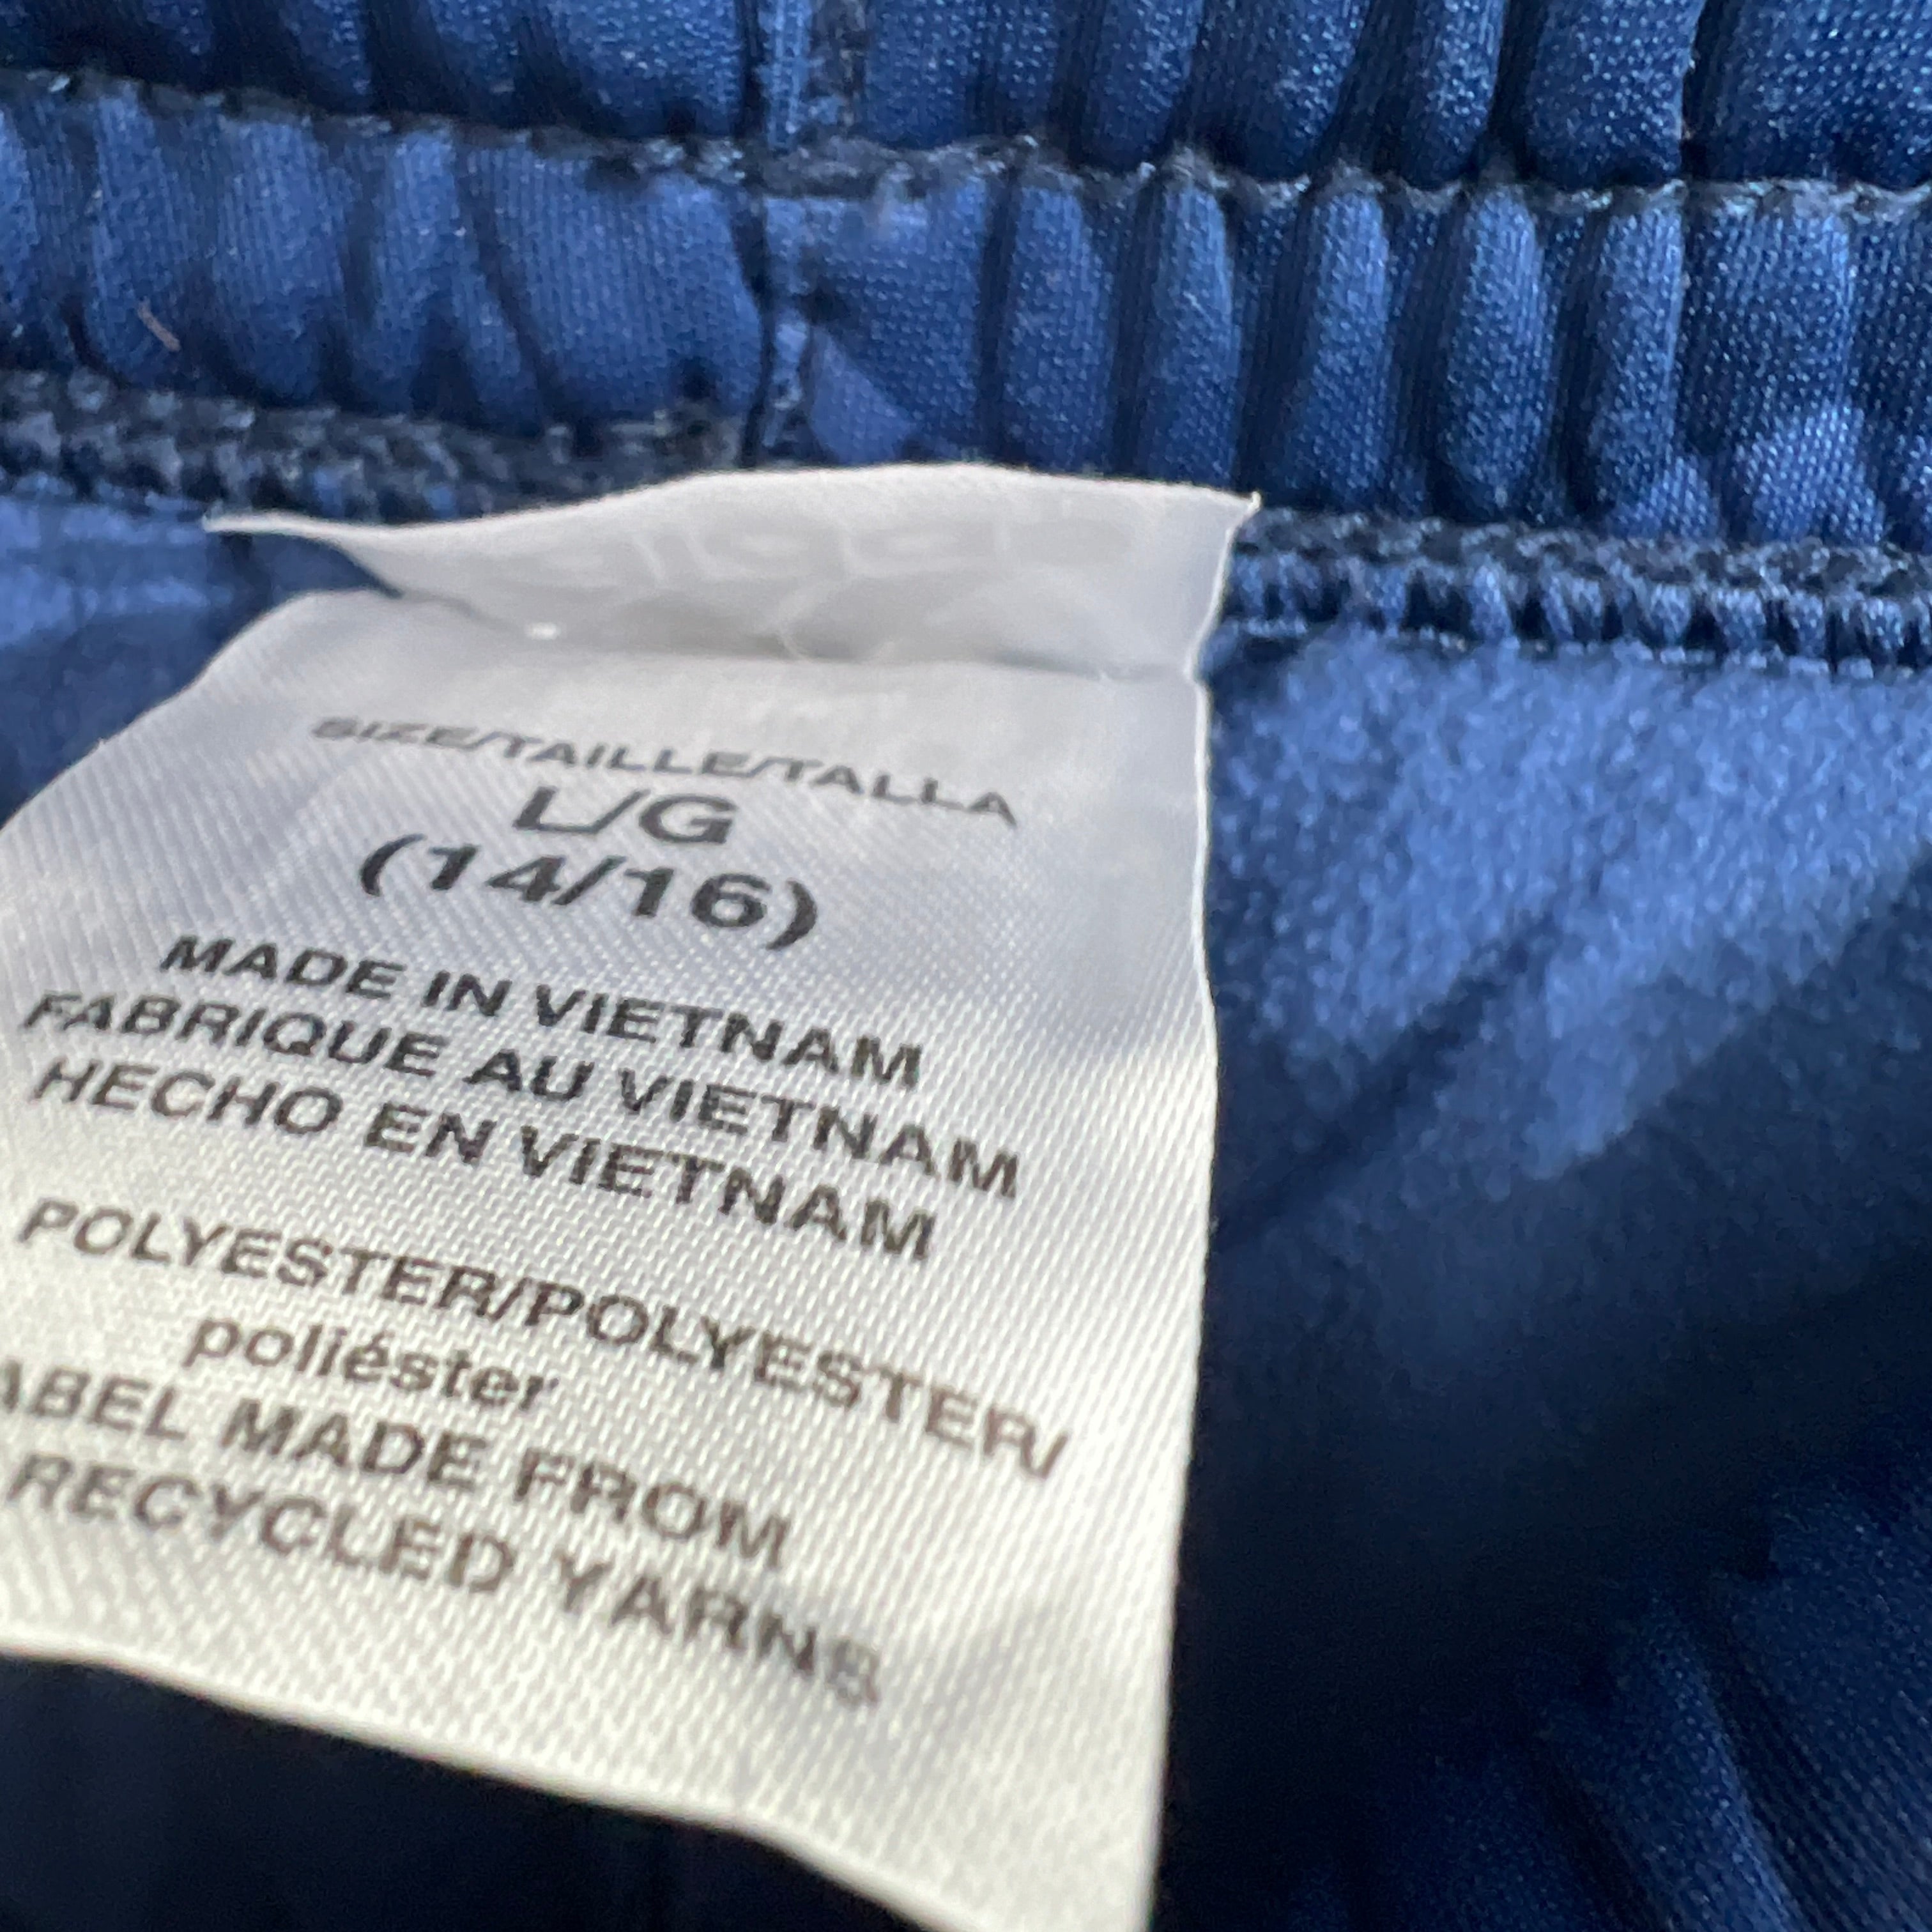 SIZE/TAILLE/TALLA
L/G
(14/16)
MADE IN VIETNAM
FABRIQUE AU VIETNAM
HECHO EN VIETNAM
POLYESTER/POLYESTER/
poliéster
ABEL MADE FROM
RECYCLED YARNS